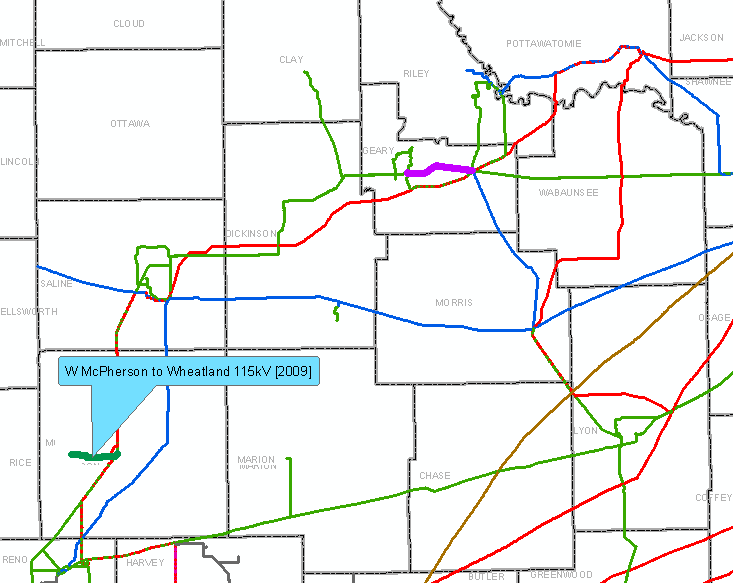 CLOUD
JACKSON
POTTAWATOMIE
MITCHELL
CLAY
RILEY
SHAWNEE
OTTAWA
GEARY
LINCOLN
WABAUNSEE
DICKINSON
SALINE
MORRIS
ELLSWORTH
OSAGE
W McPherson to Wheatland 115kV [2009]
LYON
MARION
MARION
RICE
CHASE
COFFEY
RENO
HARVEY
BUTLER
GREENWOOD